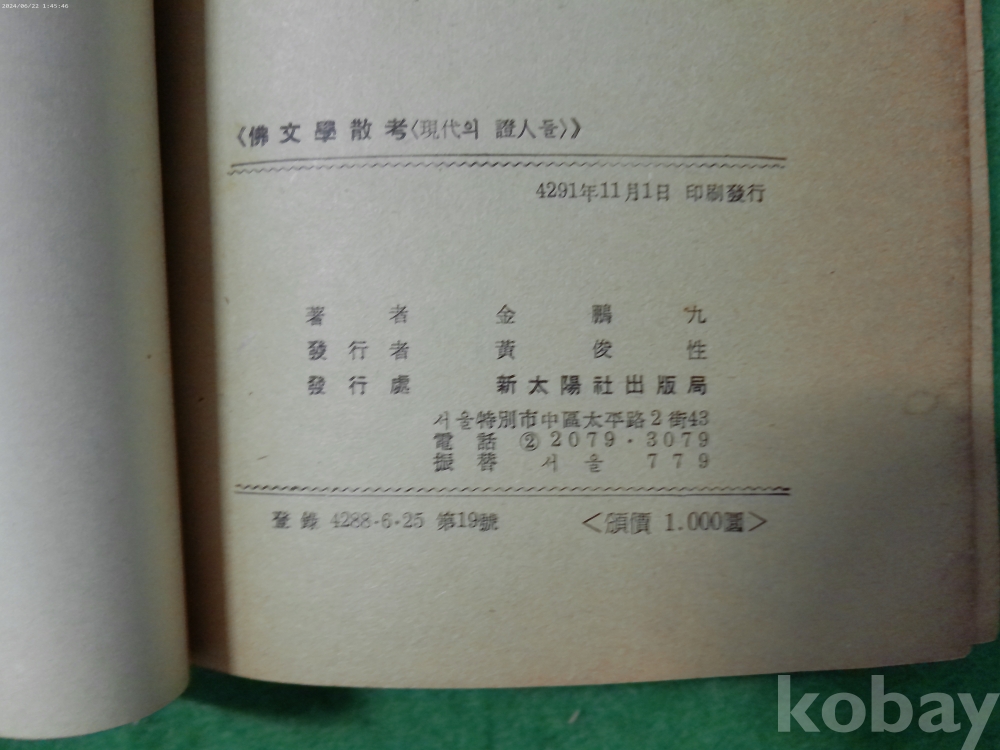 2024/06/22 1:45:46
《佛文學散考〈現代의 證人들〉》
4291年11月1日 印刷發行
著者 金鵬九
發行者 黃俊性
發行處 新太陽社出版局
서울特別市中區太平路2街43
電話 ② 2079·3079
振替 서울 779
登錄 4288·6·25 第19號
<頒價 1.000圜>
kobay